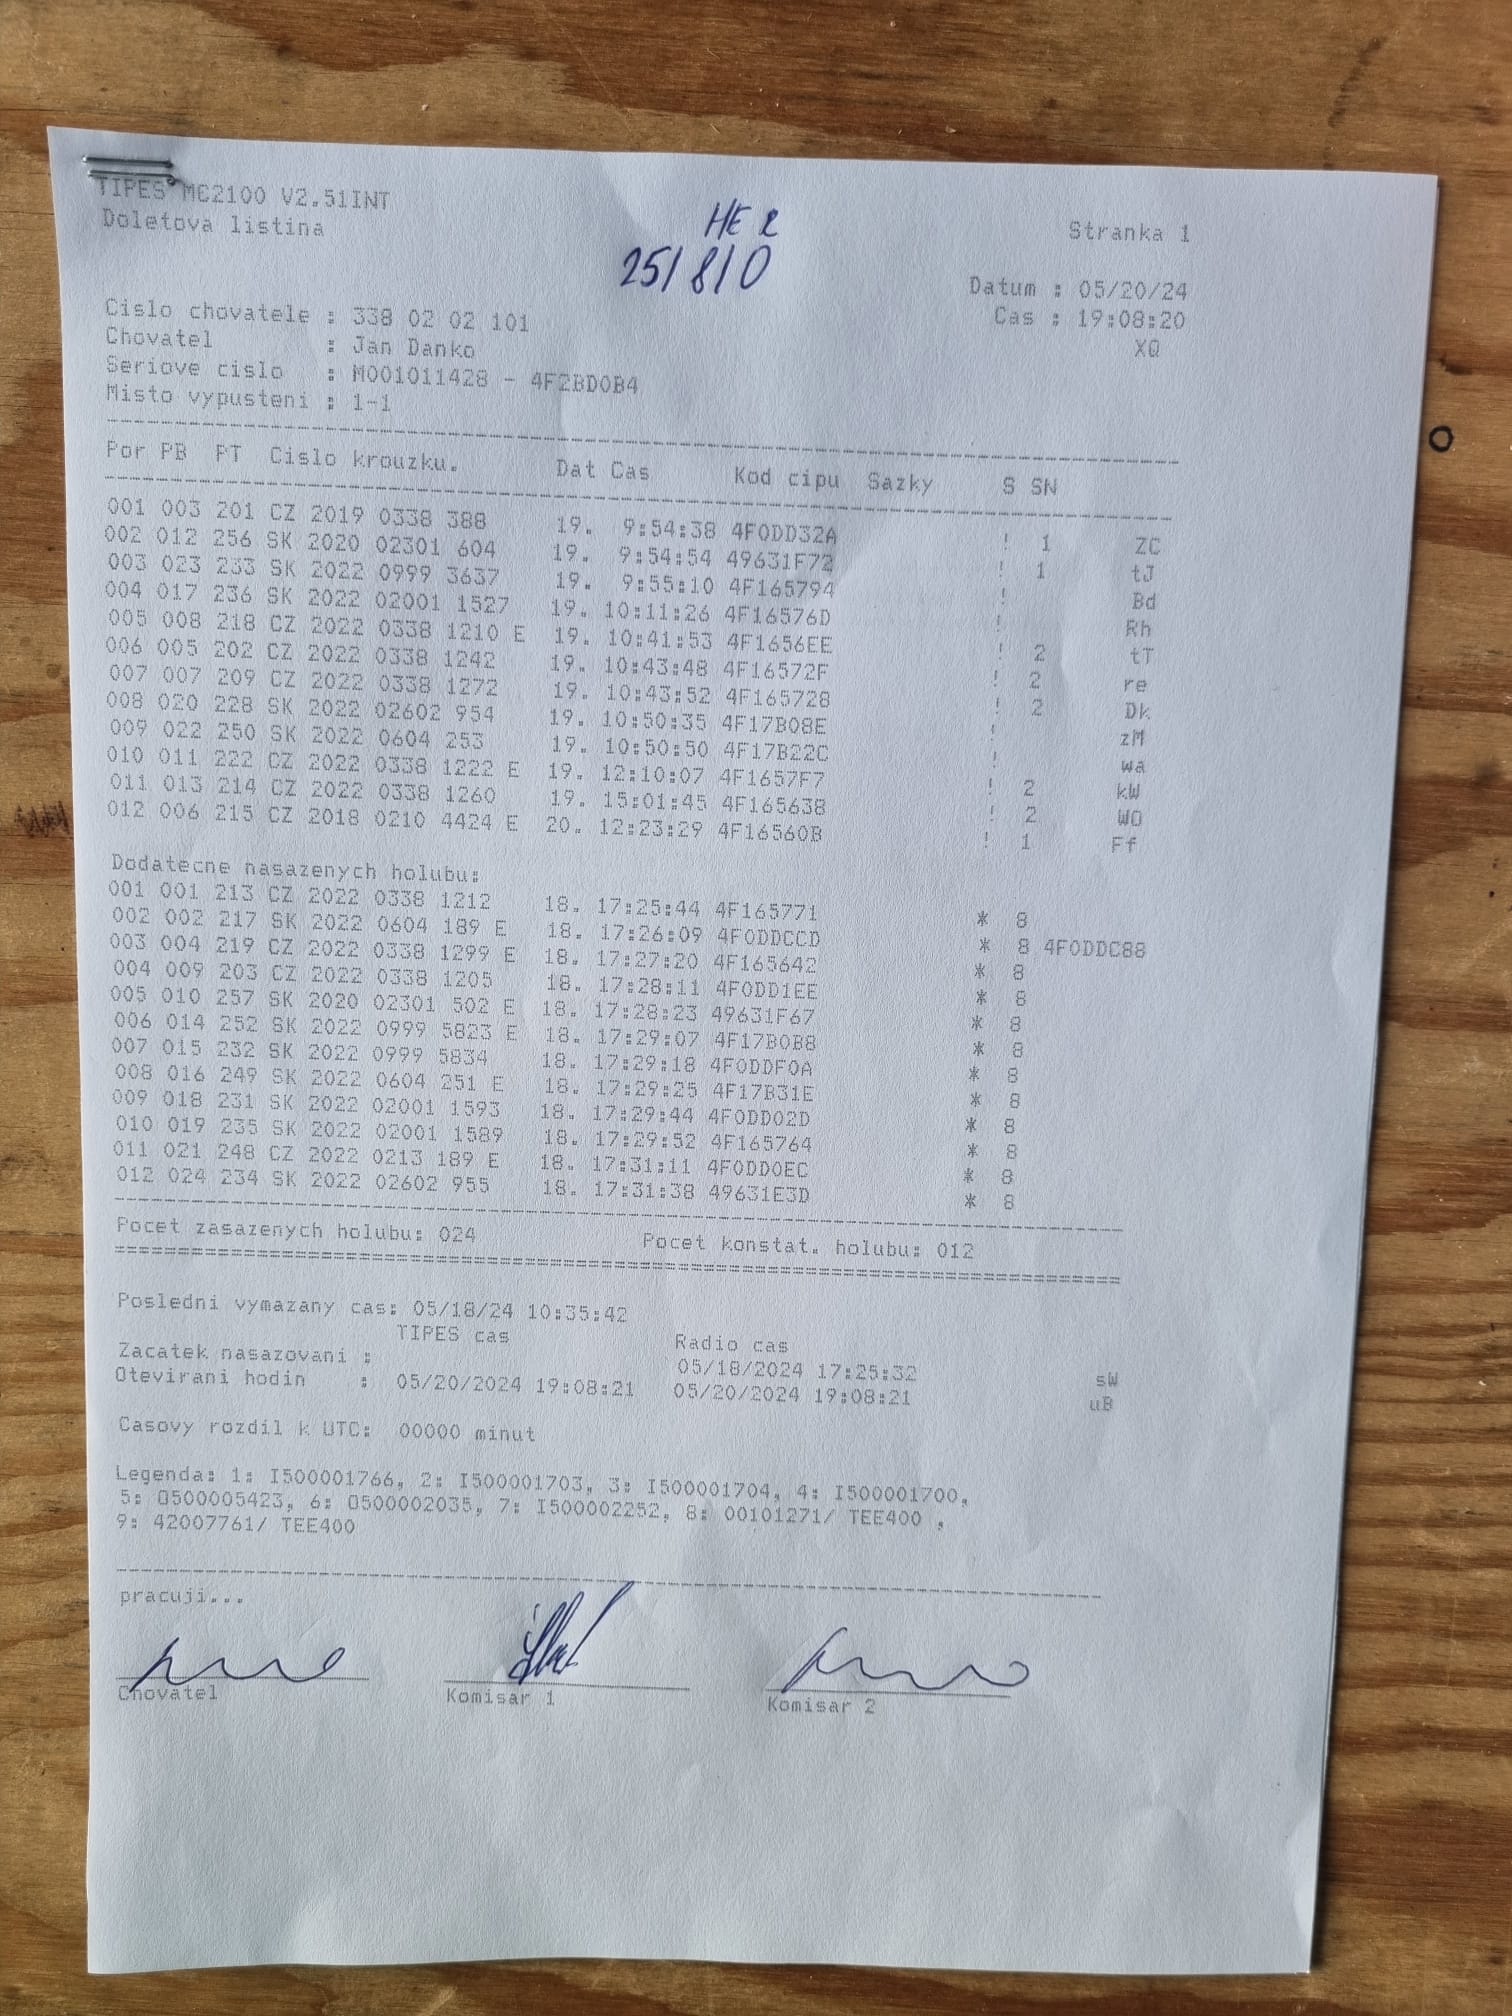 TIPES MC2100 V2.51INT
Doletova listina
HER
Stranka 1
251810
Datum : 05/20/24
Cas : 19:08:20
XQ
Cislo chovatele : 338 02 02 101
Chovatel : Jan Danko
Seriove cislo : M001011428 - 4F2BD0B4
Misto vypusteni : 1-1
Por PB PT Cislo krouzku. Dat Cas Kod cipu Sazky S SN
001 003 201 CZ 2019 0338 388 19. 9:54:38 4F0DD32A ! 1 ZC
002 012 256 SK 2020 02301 604 19. 9:54:54 49631F72 ! 1 tJ
003 023 233 SK 2022 0999 3637 19. 9:55:10 4F165794 ! Bd
004 017 236 SK 2022 02001 1527 19. 10:11:26 4F16576D ! Rh
005 008 218 CZ 2022 0338 1210 E 19. 10:41:53 4F1656EE ! 2 tT
006 005 202 CZ 2022 0338 1242 19. 10:43:48 4F16572F ! 2 re
007 007 209 CZ 2022 0338 1272 19. 10:43:52 4F165728 ! 2 Dk
008 020 228 SK 2022 02602 954 19. 10:50:35 4F17B08E ! zM
009 022 250 SK 2022 0604 253 19. 10:50:50 4F17B22C ! wa
010 011 222 CZ 2022 0338 1222 E 19. 12:10:07 4F1657F7 ! 2 kW
011 013 214 CZ 2022 0338 1260 19. 15:01:45 4F165638 ! 2 WO
012 006 215 CZ 2018 0210 4424 E 20. 12:23:29 4F16560B ! 1 Ff
Dodatecne nasazenych holubu:
001 001 213 CZ 2022 0338 1212 18. 17:25:44 4F165771 * 8
002 002 217 SK 2022 0604 189 E 18. 17:26:09 4F0DDCCD * 8 4F0DDC88
003 004 219 CZ 2022 0338 1299 E 18. 17:27:20 4F165642 * 8
004 009 203 CZ 2022 0338 1205 18. 17:28:11 4F0DD1EE * 8
005 010 257 SK 2020 02301 502 E 18. 17:28:23 49631F67 * 8
006 014 252 SK 2022 0999 5823 E 18. 17:29:07 4F17B0B8 * 8
007 015 232 SK 2022 0999 5834 18. 17:29:18 4F0DDF0A * 8
008 016 249 SK 2022 0604 251 E 18. 17:29:25 4F17B31E * 8
009 018 231 SK 2022 02001 1593 18. 17:29:44 4F0DD02D * 8
010 019 235 SK 2022 02001 1589 18. 17:29:52 4F165764 * 8
011 021 248 CZ 2022 0213 189 E 18. 17:31:11 4F0DD0EC * 8
012 024 234 SK 2022 02602 955 18. 17:31:38 49631E3D * 8
Pocet zasazenych holubu: 024 Pocet konstat. holubu: 012
Posledni vymazany cas: 05/18/24 10:35:42
TIPES cas Radio cas
Zacatek nasazovani : 05/18/2024 17:25:32 sW
Otevirani hodin : 05/20/2024 19:08:21 05/20/2024 19:08:21 uB
Casovy rozdil k UTC: 00000 minut
Legenda: 1: I500001766, 2: I500001703, 3: I500001704, 4: I500001700,
5: O500005423, 6: O500002035, 7: I500002252, 8: 00101271/ TEE400 ,
9: 42007761/ TEE400
pracuji...
Chovatel Komisar 1 Komisar 2